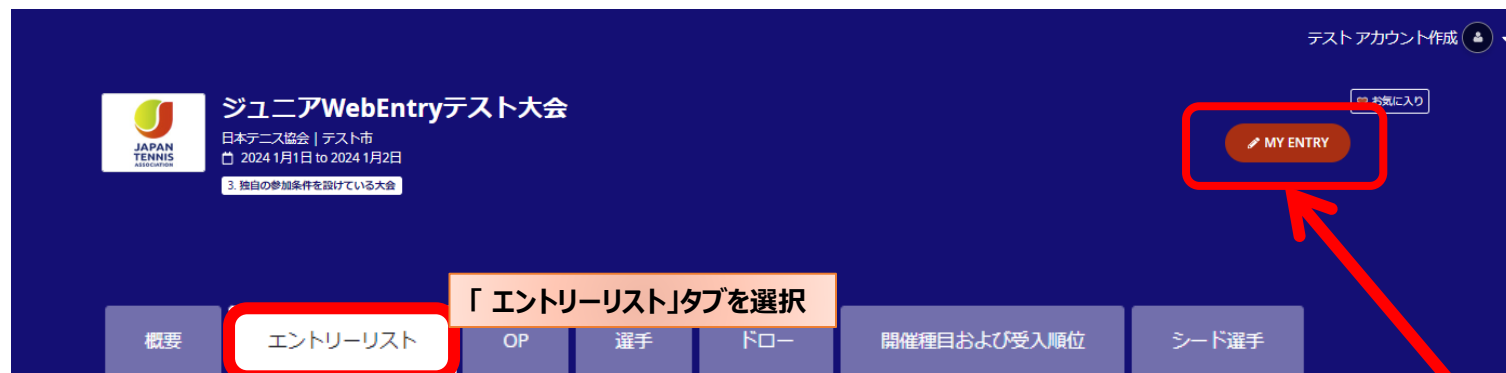 テスト アカウント作成
ジュニアWebEntryテスト大会
お気に入り
日本テニス協会 | テスト市
MY ENTRY
JAPAN
TENNIS
ASSOCIATION
2024 1月1日 to 2024 1月2日
3. 独自の参加条件を設けている大会
「 エントリーリスト」タブを選択
概要
エントリーリスト
OP
選手
ドロー
開催種目および受入順位
シード選手